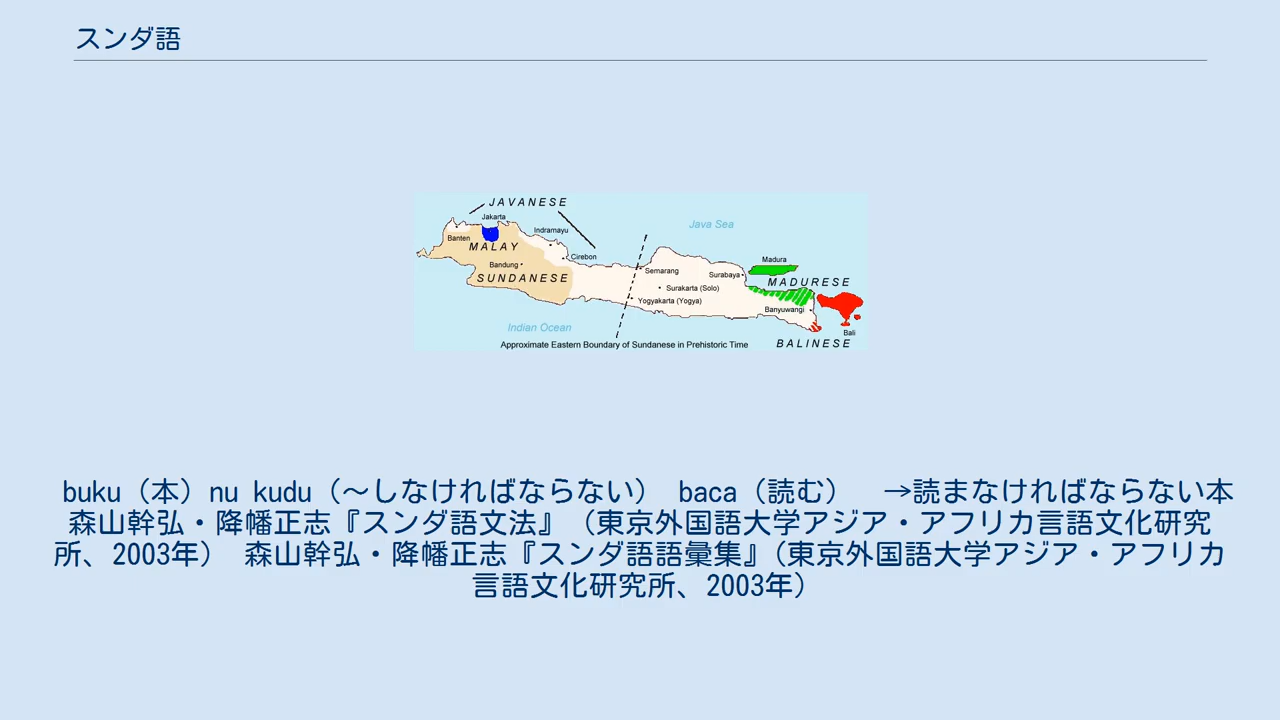 スンダ語
JAVANESE
Jakarta
Java Sea
Indramayu
Banten
MALAY
Cirebon
Madura
Bandung
Semarang
Surabaya
SUNDANESE
MADURESE
Surakarta (Solo)
Yogyakarta (Yogya)
Banyuwangi
Indian Ocean
Bali
Approximate Eastern Boundary of Sundanese in Prehistoric Time
BALINESE
buku（本）nu kudu（～しなければならない） baca（読む）　→読まなければならない本
森山幹弘・降幡正志『スンダ語文法』（東京外国語大学アジア・アフリカ言語文化研究
所、2003年） 森山幹弘・降幡正志『スンダ語語彙集』（東京外国語大学アジア・アフリカ
言語文化研究所、2003年）